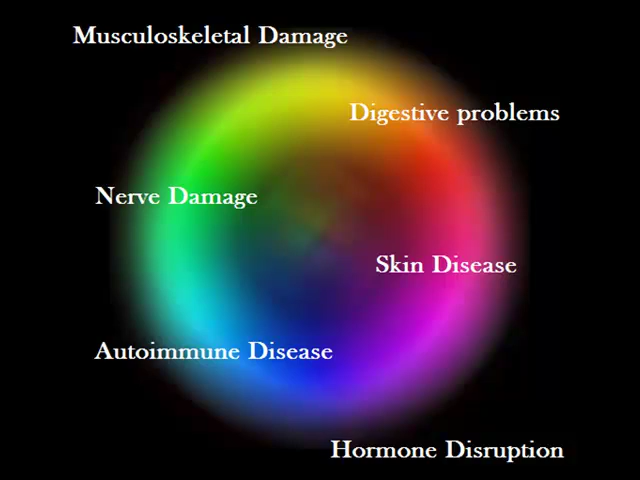 Musculoskeletal Damage
Digestive problems
Nerve Damage
Skin Disease
Autoimmune Disease
Hormone Disruption